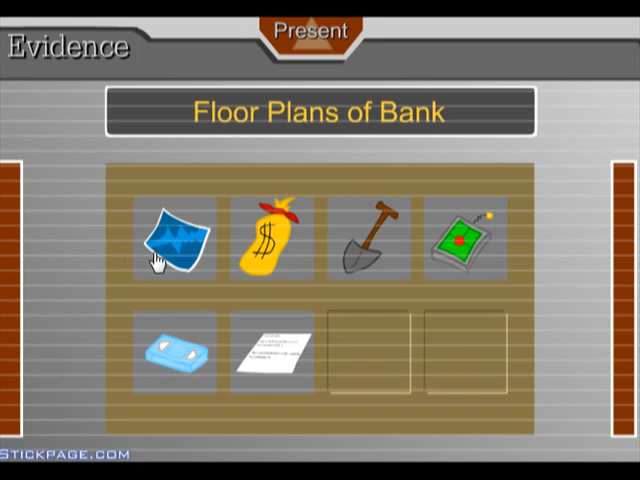 Present
Evidence
Floor Plans of Bank
$
STICKPAGE.COM